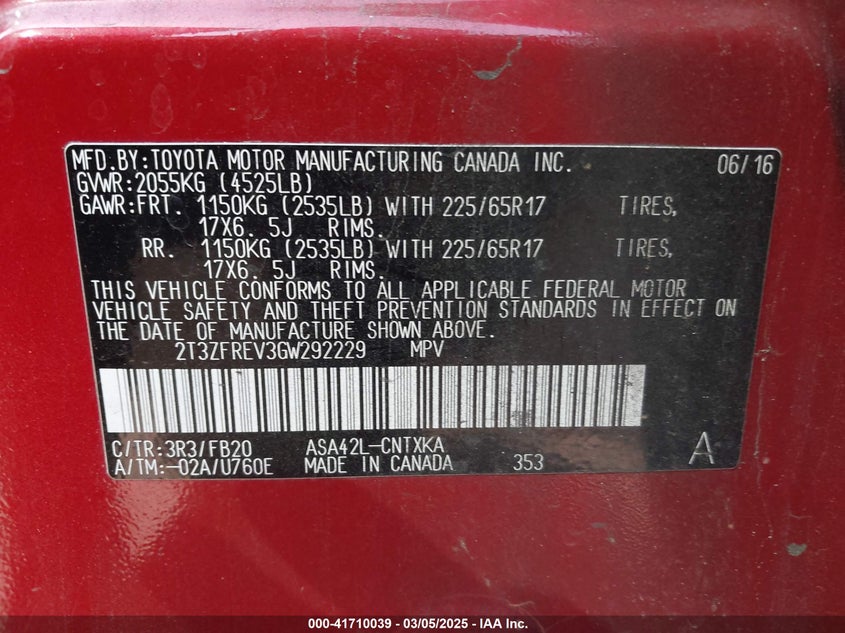 MFD.BY:TOYOTA MOTOR MANUFACTURING CANADA INC. 06/16
GVWR:2055KG (4525LB)
GAWR:FRT. 1150KG (2535LB) WITH 225/65R17 TIRES,
17X6. 5J RIMS.
RR. 1150KG (2535LB) WITH 225/65R17 TIRES,
17X6. 5J RIMS.
THIS VEHICLE CONFORMS TO ALL APPLICABLE FEDERAL MOTOR
VEHICLE SAFETY AND THEFT PREVENTION STANDARDS IN EFFECT ON
THE DATE OF MANUFACTURE SHOWN ABOVE.
2T3ZFREV3GW292229 MPV
C/TR:3R3/FB20 ASA42L-CNTXKA
A/TM:-02A/U760E MADE IN CANADA 353 A
000-41710039 - 03/05/2025 - IAA Inc.